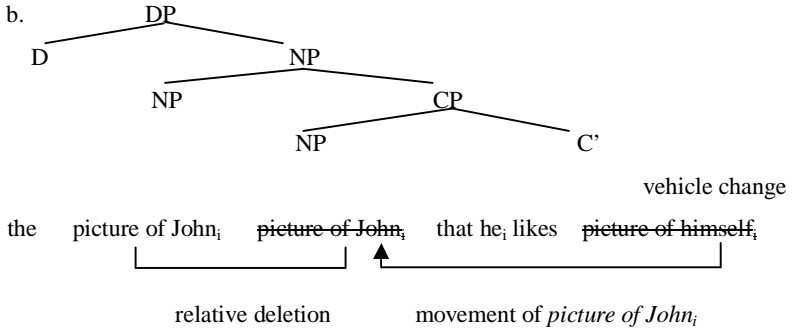 b. DP
D NP
NP CP
NP C’
vehicle change
the picture of Johni picture of Johni that hei likes picture of himselfi
relative deletion movement of picture of Johni